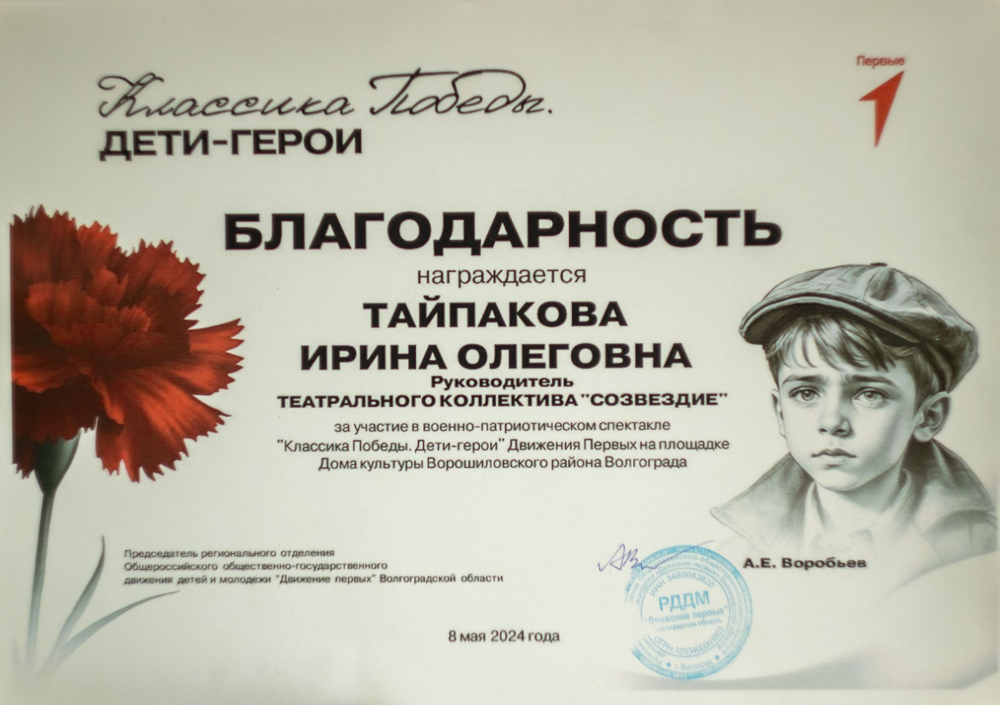 Первые
Классика Победы.
ДЕТИ-ГЕРОИ
БЛАГОДАРНОСТЬ
награждается
ТАЙПАКОВА
ИРИНА ОЛЕГОВНА
Руководитель
ТЕАТРАЛЬНОГО КОЛЛЕКТИВА "СОЗВЕЗДИЕ"
за участие в военно-патриотическом спектакле
"Классика Победы. Дети-герои" Движения Первых на площадке
Дома культуры Ворошиловского района Волгограда
Председатель регионального отделения
Общероссийского общественно-государственного
движения детей и молодежи "Движение первых" Волгоградской области
А.Е. Воробьев
ИНН 3460083820
РДДМ
"Движение первых"
лгоградская область
ОГРН 1233400001603
г. Волгоград
8 мая 2024 года